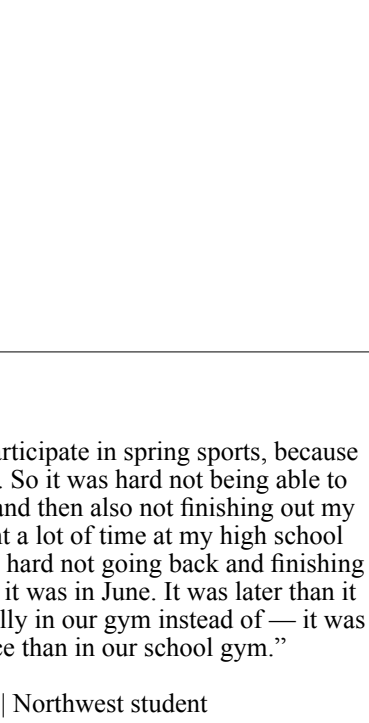 rticipate in spring sports, because
. So it was hard not being able to
and then also not finishing out my
t a lot of time at my high school
hard not going back and finishing
it was in June. It was later than it
lly in our gym instead of — it was
ce than in our school gym.”
| Northwest student